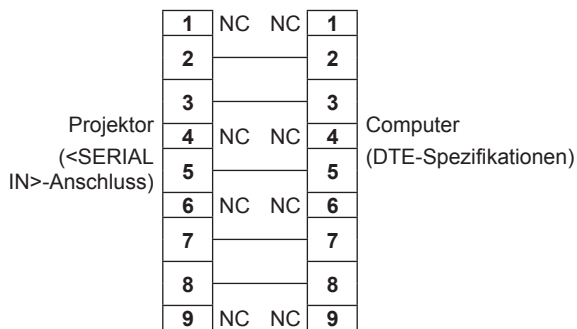 1 NC NC 1
2 2
3 3
Projektor
(<SERIAL
IN>-Anschluss)
4 NC NC 4
Computer
(DTE-Spezifikationen)
5 5
6 NC NC 6
7 7
8 8
9 NC NC 9